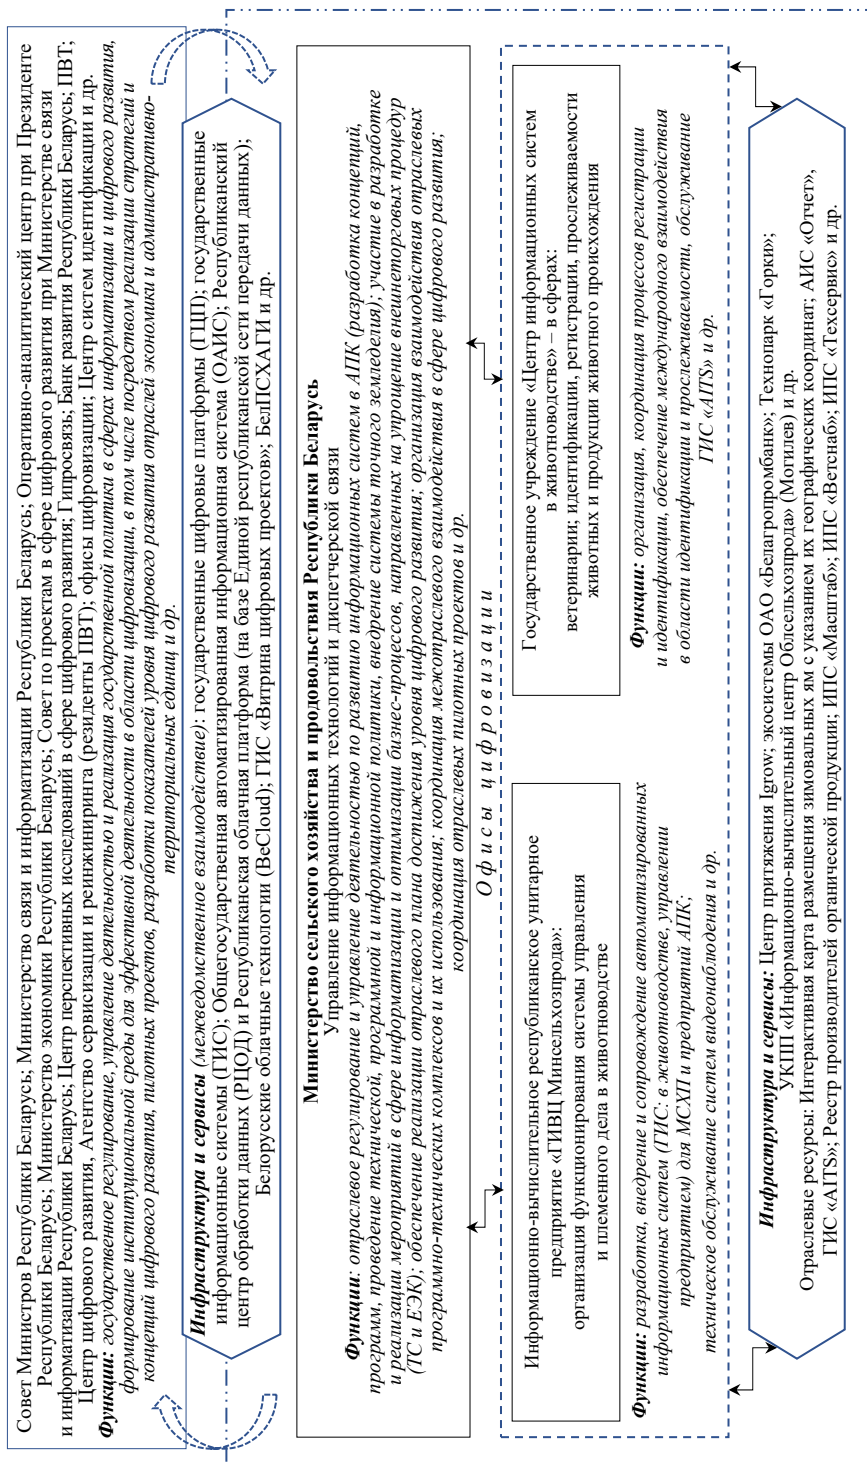 Совет Министров Республики Беларусь; Министерство связи и информатизации Республики Беларусь; Оперативно-аналитический центр при Президенте
Республики Беларусь; Министерство экономики Республики Беларусь; Совет по проектам в сфере цифрового развития при Министерстве связи
и информатизации Республики Беларусь, Центр перспективных исследований в сфере цифрового развития; Гипросвязь; Банк развития Республики Беларусь, ПВТ;
Центр цифрового развития, Агентство сервисизации и реинжиниринга (резиденты ПВТ); офисы цифровизации; Центр систем идентификации и др.
Функции: государственное регулирование, управление деятельностью и реализация государственной политики в сферах информатизации и цифрового развития,
формирование институциональной среды для эффективной деятельности в области цифровизации, в том числе посредством реализации стратегий и
концепций цифрового развития, пилотных проектов, разработки показателей уровня цифрового развития отраслей экономики и административно-
территориальных единиц и др.
Инфраструктура и сервисы (межведомственное взаимодействие): государственные цифровые платформы (ГЦП); государственные
информационные системы (ГИС); Общегосударственная автоматизированная информационная система (ОАИС); Республиканский
центр обработки данных (РЦОД) и Республиканская облачная платформа (на базе Единой республиканской сети передачи данных);
Белорусские облачные технологии (BeCloud); ГИС «Витрина цифровых проектов»; БелПСХАГИ и др.
Министерство сельского хозяйства и продовольствия Республики Беларусь
Управление информационных технологий и диспетчерской связи
Функции: отраслевое регулирование и управление деятельностью по развитию информационных систем в АПК (разработка концепций,
программ, проведение технической, программной и информационной политики, внедрение системы точного земледелия); участие в разработке
и реализации мероприятий в сфере информатизации и оптимизации бизнес-процессов, направленных на упрощение внешнеторговых процедур
(ТС и ЕЭК); обеспечение реализации отраслевого плана достижения уровня цифрового развития; организация взаимодействия отраслевых
программно-технических комплексов и их использования; координация межотраслевого взаимодействия в сфере цифрового развития;
координация отраслевых пилотных проектов и др.
Офисы цифровизации
Информационно-вычислительное республиканское унитарное
предприятие «ГИВЦ Минсельхозпрода»:
организация функционирования системы управления
и племенного дела в животноводстве
Функции: разработка, внедрение и сопровождение автоматизированных
информационных систем (ГИС: в животноводстве, управлении
предприятием) для МСХП и предприятий АПК;
техническое обслуживание систем видеонаблюдения и др.
Государственное учреждение «Центр информационных систем
в животноводстве» – в сферах:
ветеринарии; идентификации, регистрации, прослеживаемости
животных и продукции животного происхождения
Функции: организация, координация процессов регистрации
и идентификации, обеспечение международного взаимодействия
в области идентификации и прослеживаемости, обслуживание
ГИС «AITS» и др.
Инфраструктура и сервисы: Центр притяжения Igrow; экосистемы ОАО «Белагропромбанк»; Технопарк «Горки»;
УКПП «Информационно-вычислительный центр Облсельхозпрода» (Могилев) и др.
Отраслевые ресурсы: Интерактивная карта размещения зимовальных ям с указанием их географических координат; АИС «Отчет»,
ГИС «AITS»; Реестр производителей органической продукции; ИПС «Масштаб»; ИПС «Ветснаб»; ИПС «Техсервис» и др.